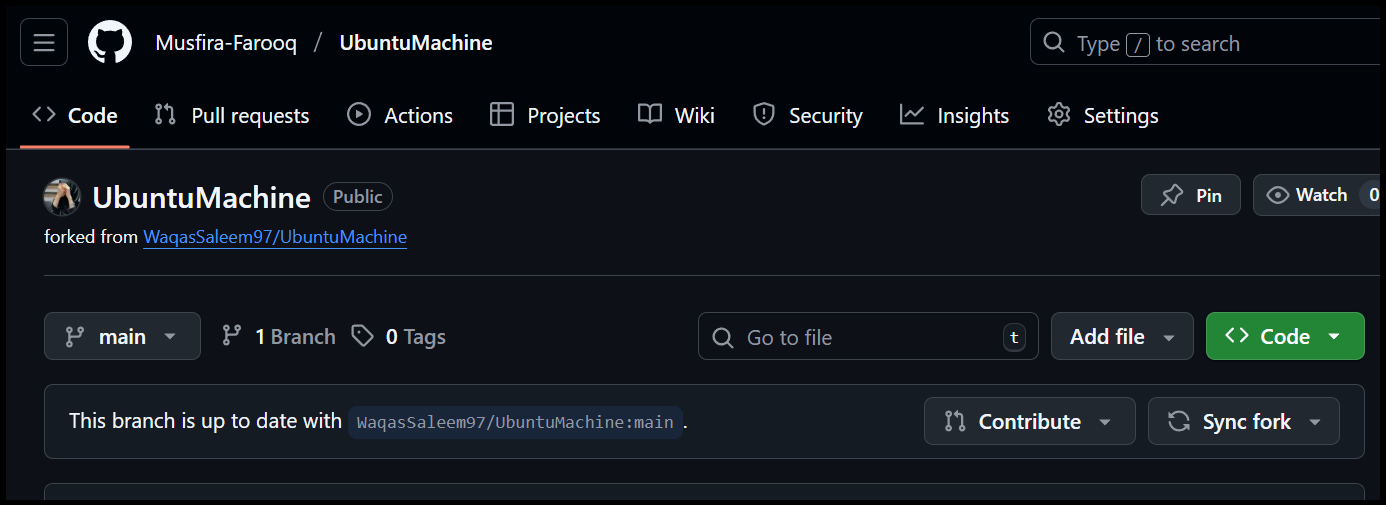 Musfira-Farooq / UbuntuMachine
Type / to search
Code Pull requests Actions Projects Wiki Security Insights Settings
UbuntuMachine Public
Pin Watch 0
forked from WaqasSaleem97/UbuntuMachine
main 1 Branch 0 Tags
Go to file t
Add file Code
This branch is up to date with WaqasSaleem97/UbuntuMachine:main.
Contribute Sync fork